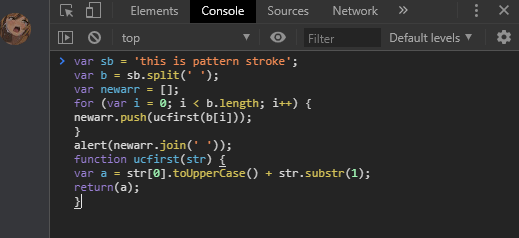 Elements Console Sources Network
top Filter Default levels
var sb = 'this is pattern stroke';
var b = sb.split(' ');
var newarr = [];
for (var i = 0; i < b.length; i++) {
newarr.push(ucfirst(b[i]));
}
alert(newarr.join(' '));
function ucfirst(str) {
var a = str[0].toUpperCase() + str.substr(1);
return(a);
}